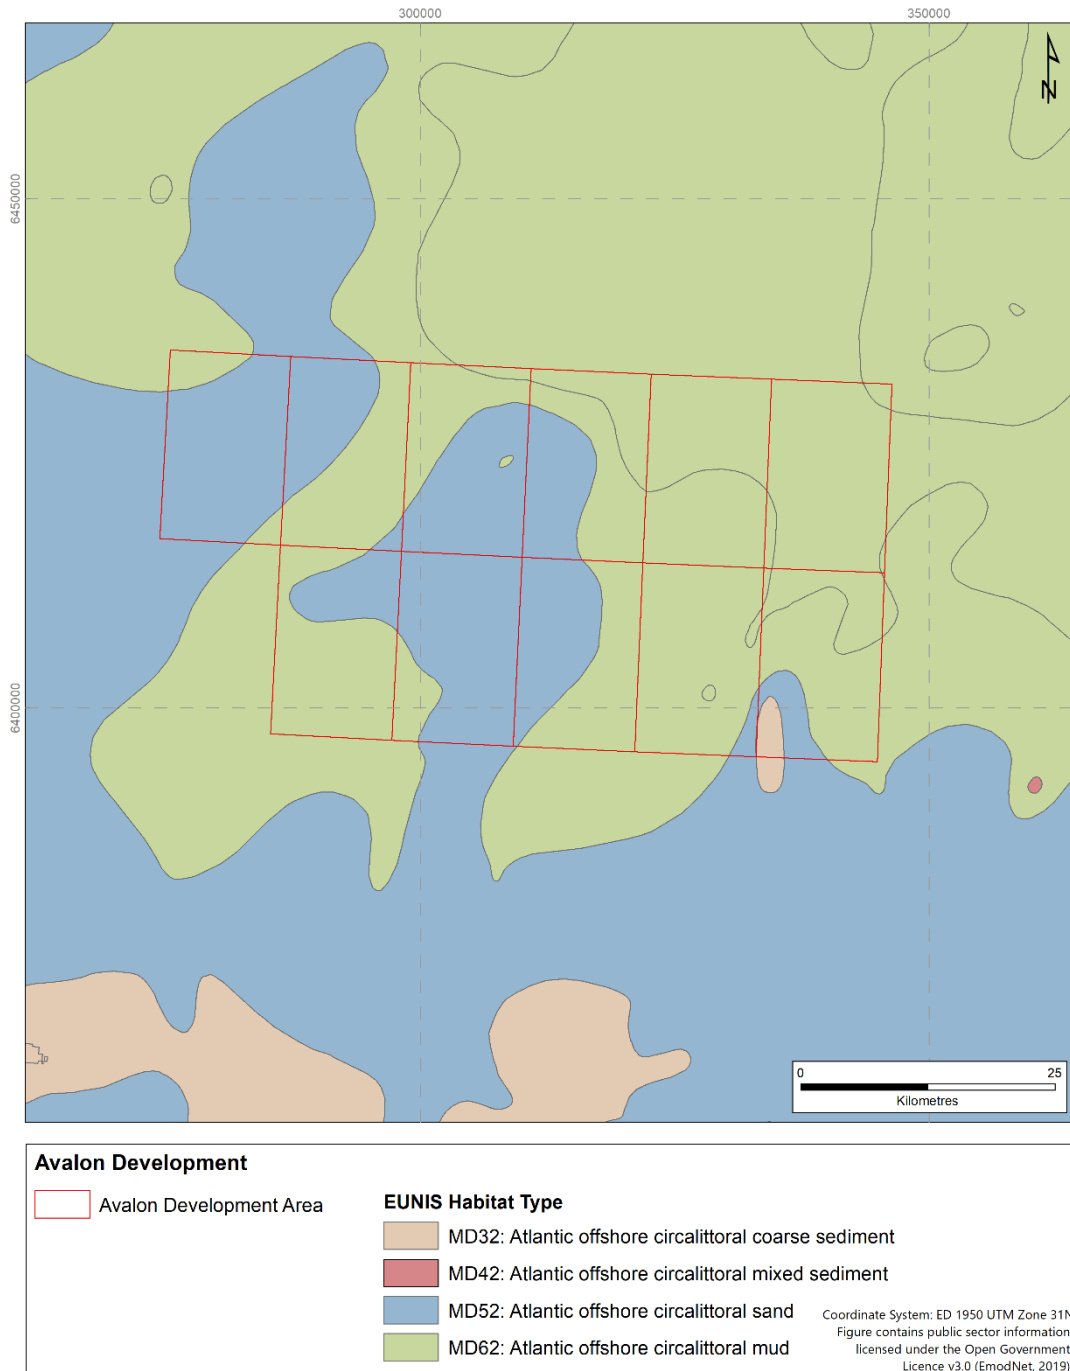 300000
350000
N
6450000
6400000
0
25
Kilometres
Avalon Development
Avalon Development Area
EUNIS Habitat Type
MD32: Atlantic offshore circalittoral coarse sediment
MD42: Atlantic offshore circalittoral mixed sediment
MD52: Atlantic offshore circalittoral sand
MD62: Atlantic offshore circalittoral mud
Coordinate System: ED 1950 UTM Zone 31N
Figure contains public sector information
licensed under the Open Government
Licence v3.0 (EmodNet, 2019)